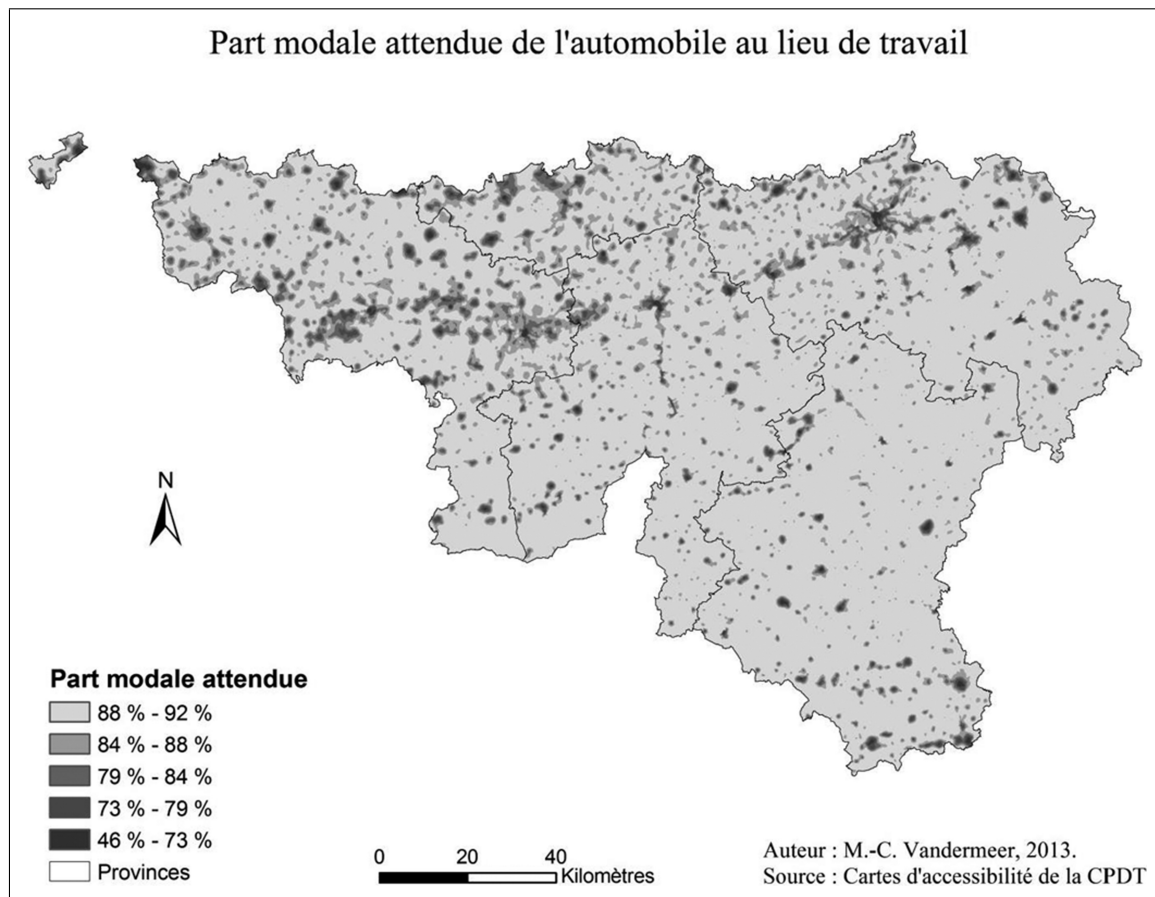 Part modale attendue de l'automobile au lieu de travail
N
Part modale attendue
88 % - 92 %
84 % - 88 %
79 % - 84 %
73 % - 79 %
46 % - 73 %
Provinces
0 20 40
Kilomètres
Auteur : M.-C. Vandermeer, 2013.
Source : Cartes d'accessibilité de la CPDT